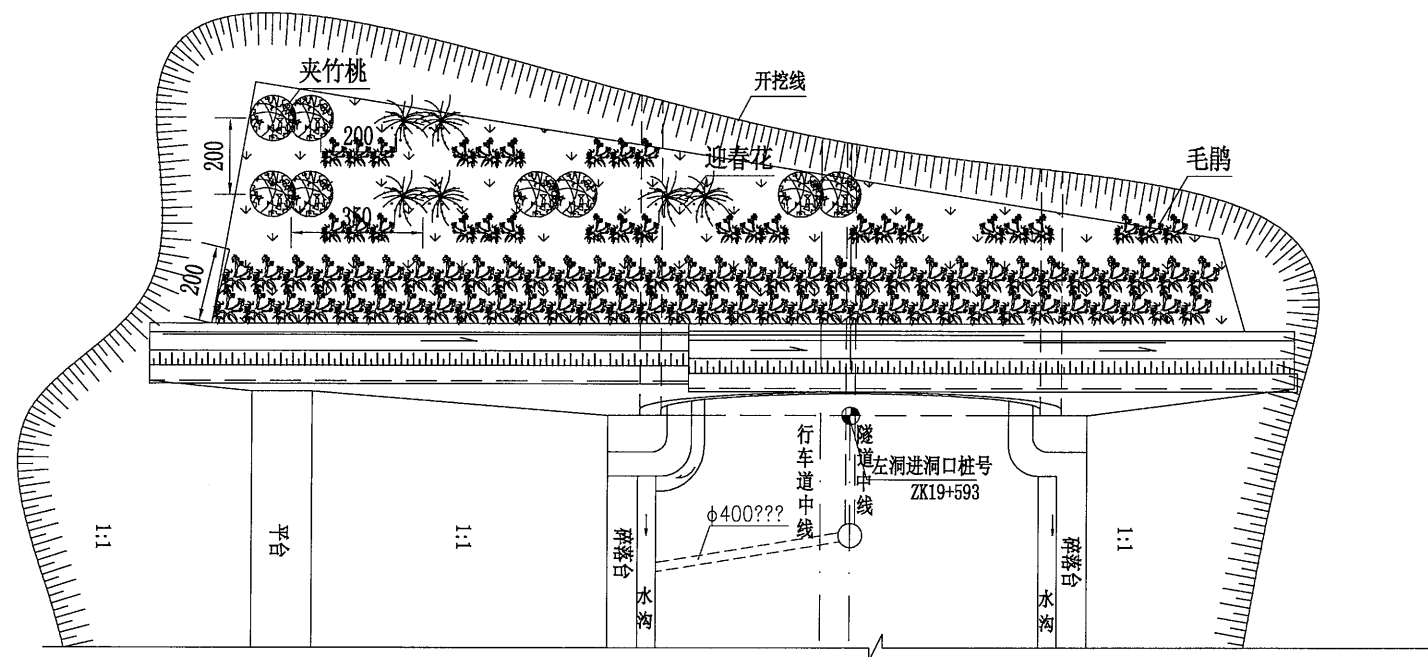 夹竹桃
开挖线
200
200
迎春花
毛鹃
350
200
行车道中线
隧道中线
左洞进洞口桩号
ZK19+593
ϕ400???
1:1
平台
1:1
碎落台
水沟
水沟
碎落台
1:1